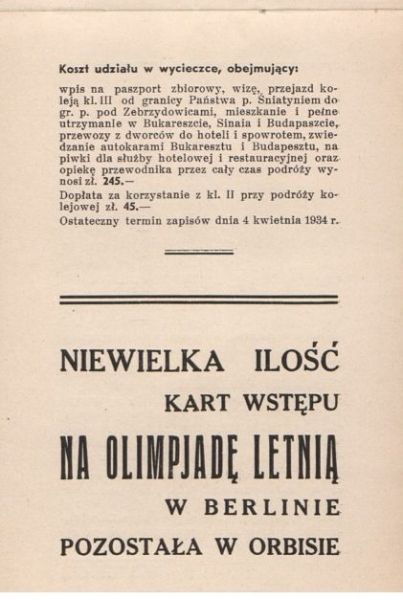 Koszt udziału w wycieczce, obejmujący:
wpis na paszport zbiorowy, wizę, przejazd ko-
leją kl. III od granicy Państwa p. Śniatyniem do
gr. p. pod Zebrzydowicami, mieszkanie i pełne
utrzymanie w Bukareszcie, Sinaia i Budapeszcie,
przewozy z dworców do hoteli i spowrotem, zwie-
dzanie autokarami Bukaresztu i Budapesztu, na
piwki dla służby hotelowej i restauracyjnej oraz
opiekę przewodnika przez cały czas podróży wy-
nosi zł. 245.—
Dopłata za korzystanie z kl. II przy podróży ko-
lejowej zł. 45.—
Ostateczny termin zapisów dnia 4 kwietnia 1934 r.
NIEWIELKA ILOŚĆ
KART WSTĘPU
NA OLIMPJADĘ LETNIĄ
W BERLINIE
POZOSTAŁA W ORBISIE